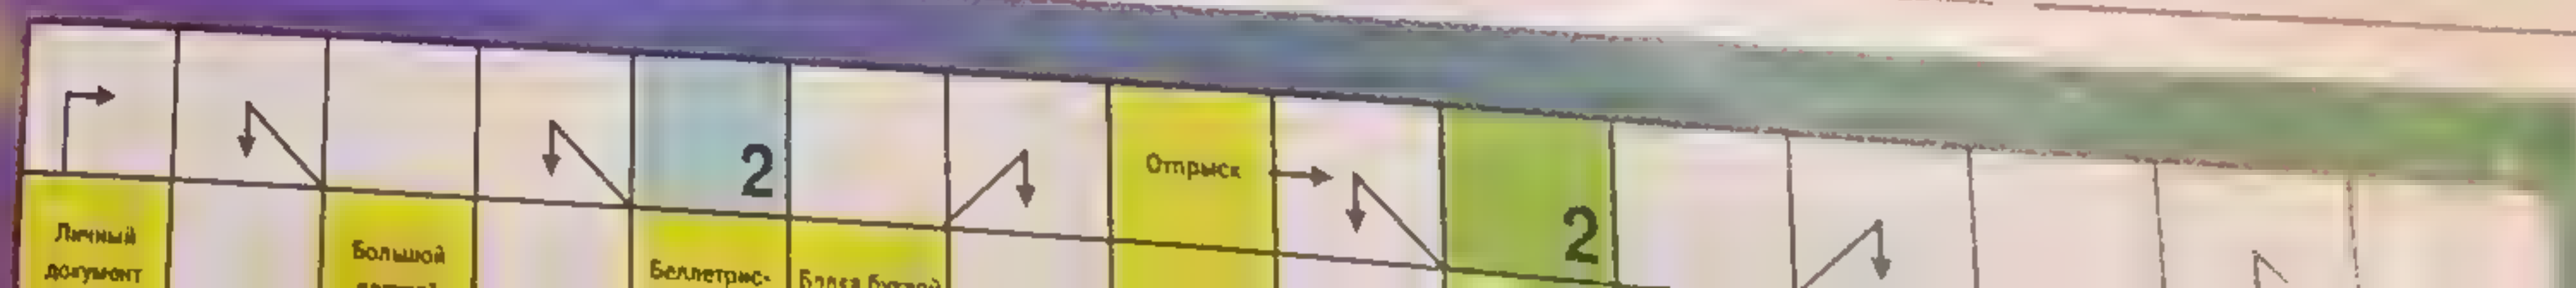 2
Отпрыск
2
Личный
документ
Большой
Беллетрис-